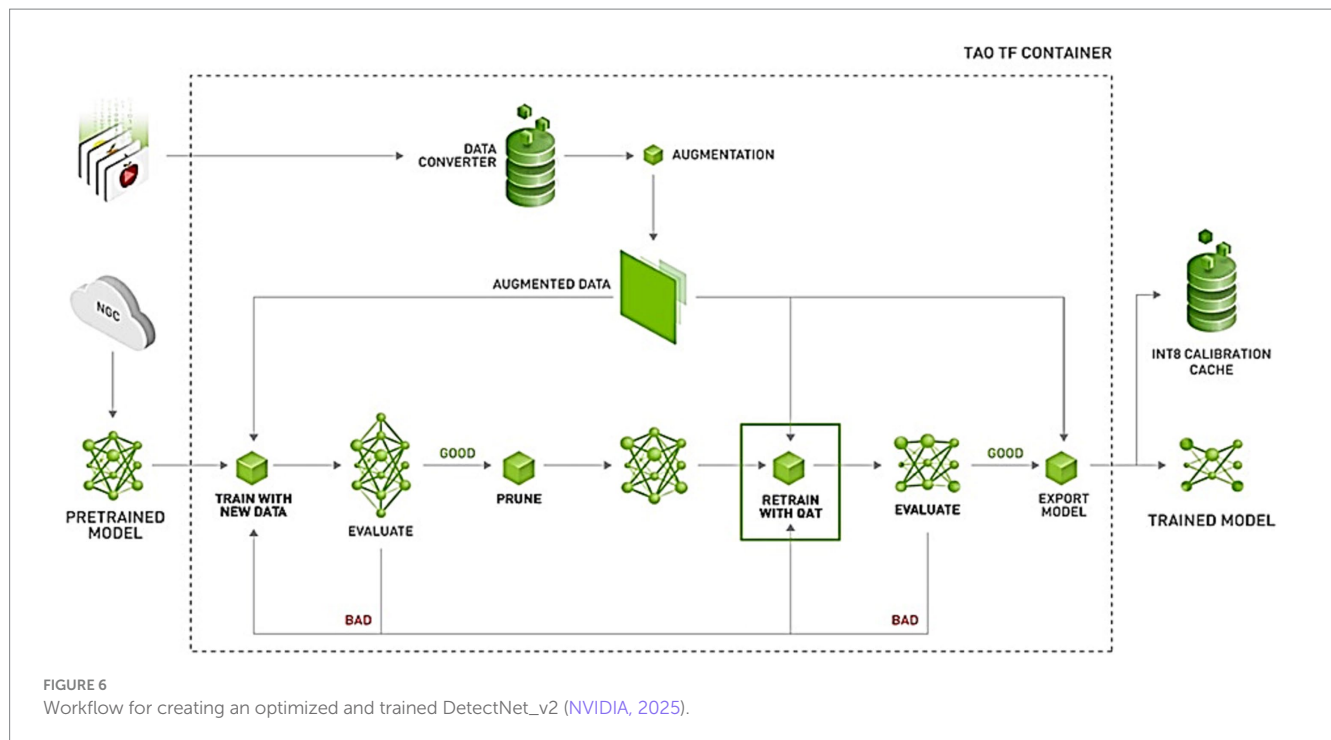 TAO TF CONTAINER
DATA
CONVERTER
AUGMENTATION
AUGMENTED DATA
NGC
INT8 CALIBRATION
CACHE
PRETRAINED
MODEL
TRAIN WITH
NEW DATA
EVALUATE
GOOD
PRUNE
RETRAIN
WITH QAT
EVALUATE
GOOD
EXPORT
MODEL
TRAINED MODEL
BAD
BAD
FIGURE 6
Workflow for creating an optimized and trained DetectNet_v2 (NVIDIA, 2025).